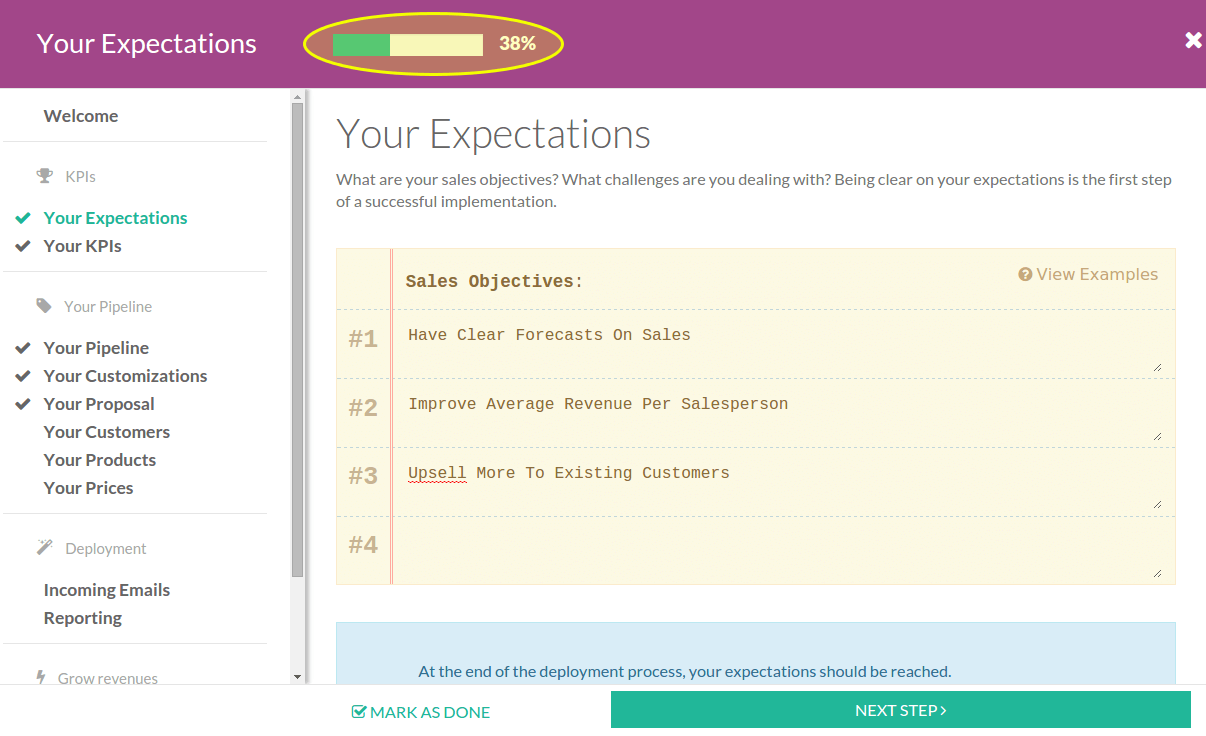 Your Expectations
38%
Welcome
KPIs
Your Expectations
Your KPIs
Your Pipeline
Your Pipeline
Your Customizations
Your Proposal
Your Customers
Your Products
Your Prices
Deployment
Incoming Emails
Reporting
Grow revenues
Your Expectations
What are your sales objectives? What challenges are you dealing with? Being clear on your expectations is the first step
of a successful implementation.
Sales Objectives:
View Examples
#1 Have Clear Forecasts On Sales
#2 Improve Average Revenue Per Salesperson
#3 Upsell More To Existing Customers
#4
At the end of the deployment process, your expectations should be reached.
MARK AS DONE
NEXT STEP